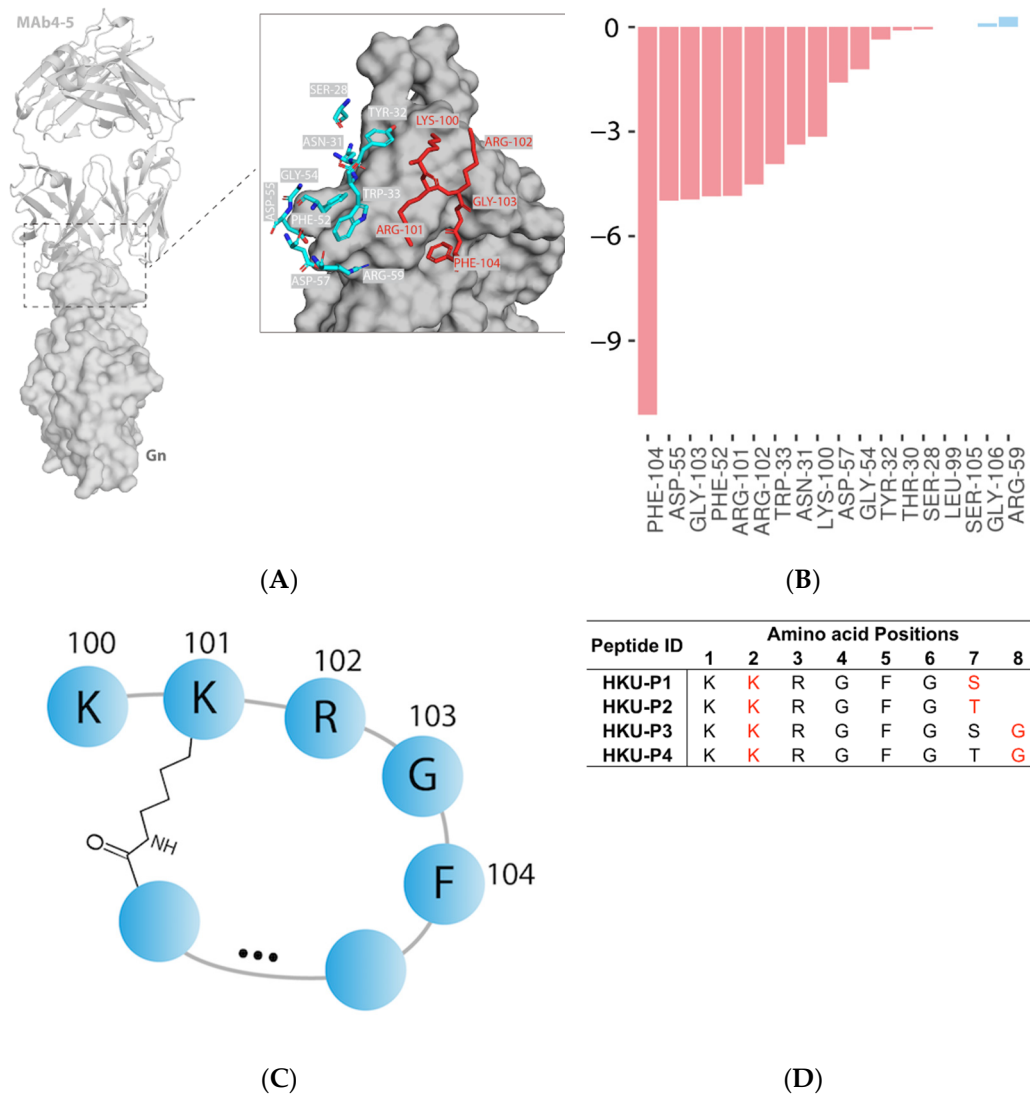 MAb4-5
SER-28
TYR-32
LYS-100
ASN-31
ARG-102
GLY-54
ASP-55
TRP-33
PHE-52
GLY-103
ARG-101
PHE-104
ASP-57
ARG-59
Gn
(A)
0
−3
−6
−9
PHE-104
ASP-55
GLY-103
PHE-52
ARG-101
ARG-102
TRP-33
ASN-31
LYS-100
ASP-57
GLY-54
TYR-32
THR-30
SER-28
LEU-99
SER-105
GLY-106
ARG-59
(B)
100
101
102
103
104
K
K
R
G
F
O
NH
(C)
Peptide ID Amino acid Positions
1 2 3 4 5 6 7 8
HKU-P1 K K R G F G S
HKU-P2 K K R G F G T
HKU-P3 K K R G F G S G
HKU-P4 K K R G F G T G
(D)